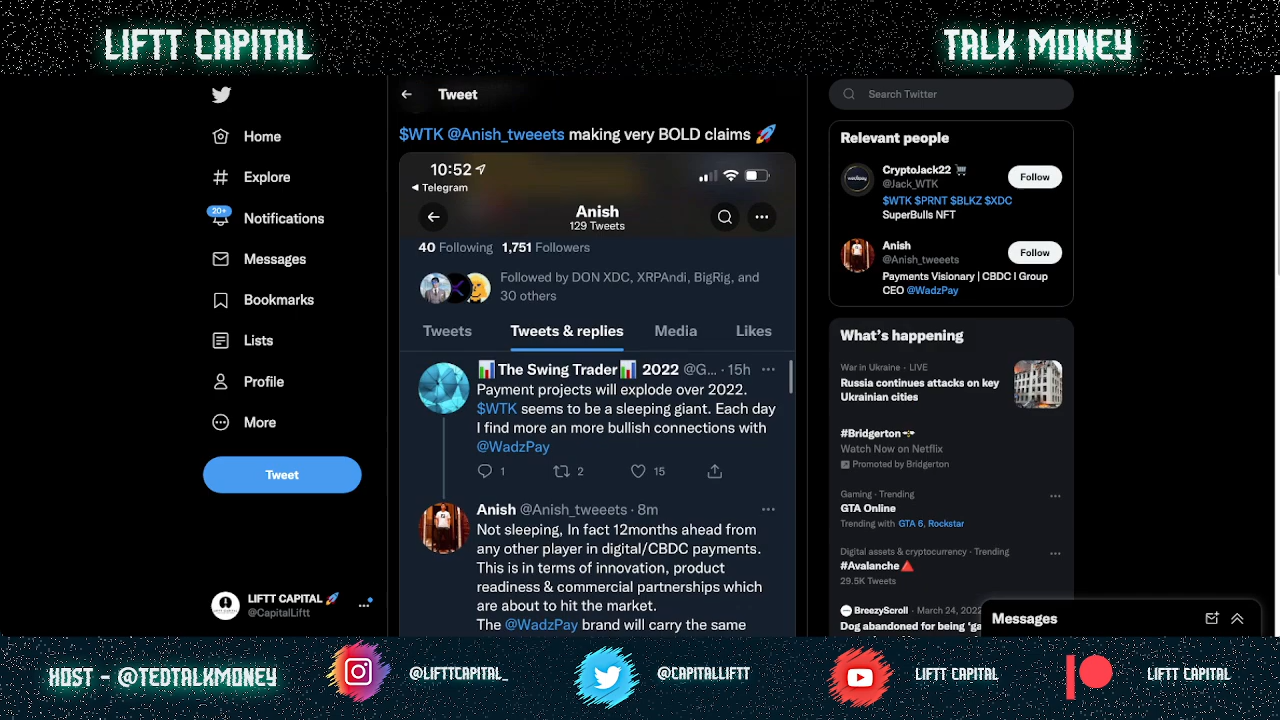 LIFTT CAPITAL
TALK MONEY
Home
Explore
20+
Notifications
Messages
Bookmarks
Lists
Profile
More
Tweet
LIFTT CAPITAL 🚀
@CapitalLiftt
Tweet
$WTK @Anish_tweeets making very BOLD claims 🚀
10:52
Telegram
Anish
129 Tweets
40 Following 1,751 Followers
Followed by DON XDC, XRPAndi, BigRig, and
30 others
Tweets
Tweets & replies
Media
Likes
📊The Swing Trader📊 2022 @G... · 15h
Payment projects will explode over 2022.
$WTK seems to be a sleeping giant. Each day
I find more an more bullish connections with
@WadzPay
1 2 15
Anish @Anish_tweeets · 8m
Not sleeping, In fact 12months ahead from
any other player in digital/CBDC payments.
This is in terms of innovation, product
readiness & commercial partnerships which
are about to hit the market.
The @WadzPay brand will carry the same
Search Twitter
Relevant people
CryptoJack22 🛒
@Jack_WTK
Follow
$WTK $PRNT $BLKZ $XDC
SuperBulls NFT
Anish
@Anish_tweeets
Follow
Payments Visionary | CBDC I Group
CEO @WadzPay
What's happening
War in Ukraine · LIVE
Russia continues attacks on key
Ukrainian cities
#Bridgerton
Watch Now on Netflix
Promoted by Bridgerton
Gaming · Trending
GTA Online
Trending with GTA 6, Rockstar
Digital assets & cryptocurrency · Trending
#Avalanche🔺
29.5K Tweets
BreezyScroll · March 24, 2022
Dog abandoned for being 'ga
Messages
HOST - @TEDTALKMONEY
@LIFTTCAPITAL_
@CAPITALLIFTT
LIFTT CAPITAL
LIFTT CAPITAL